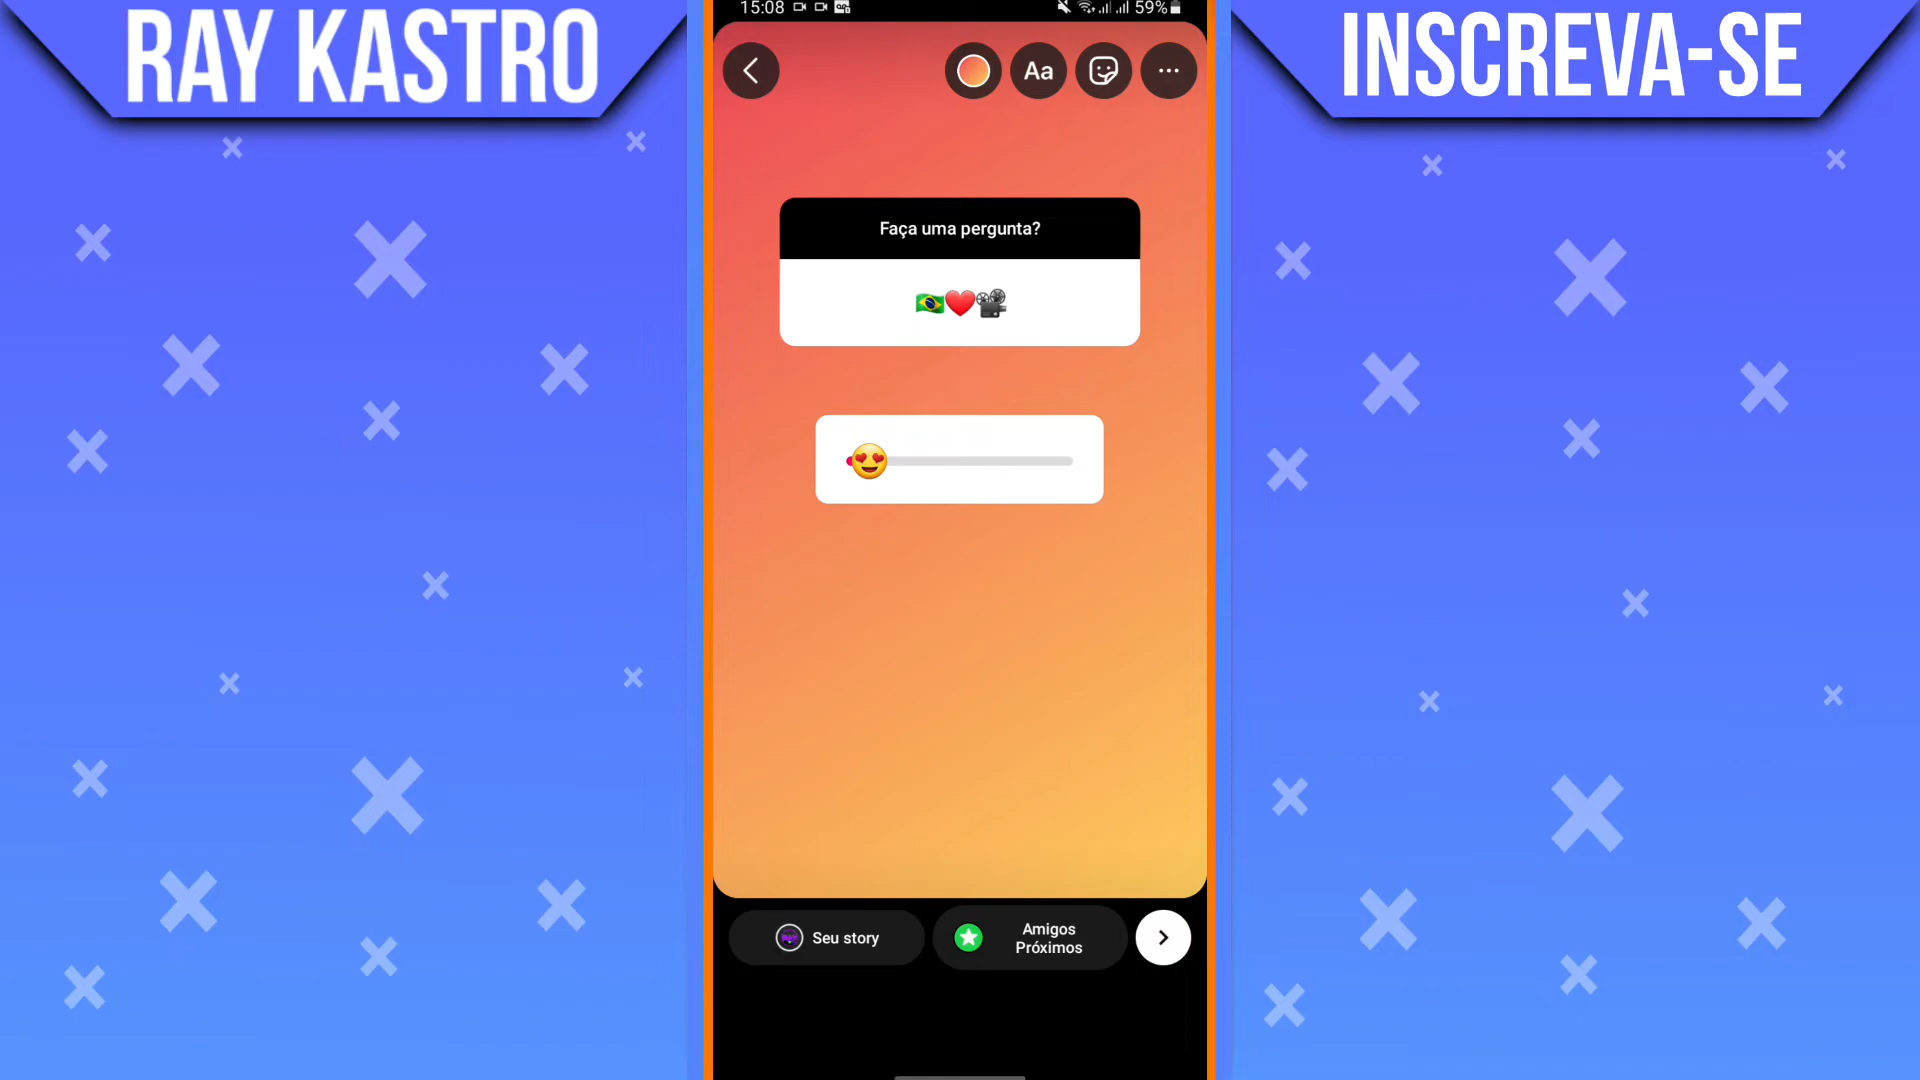 RAY KASTRO
INSCREVA-SE
15:08
59%
Aa
Faça uma pergunta?
🇧🇷❤️📽️
Seu story
Amigos
Próximos